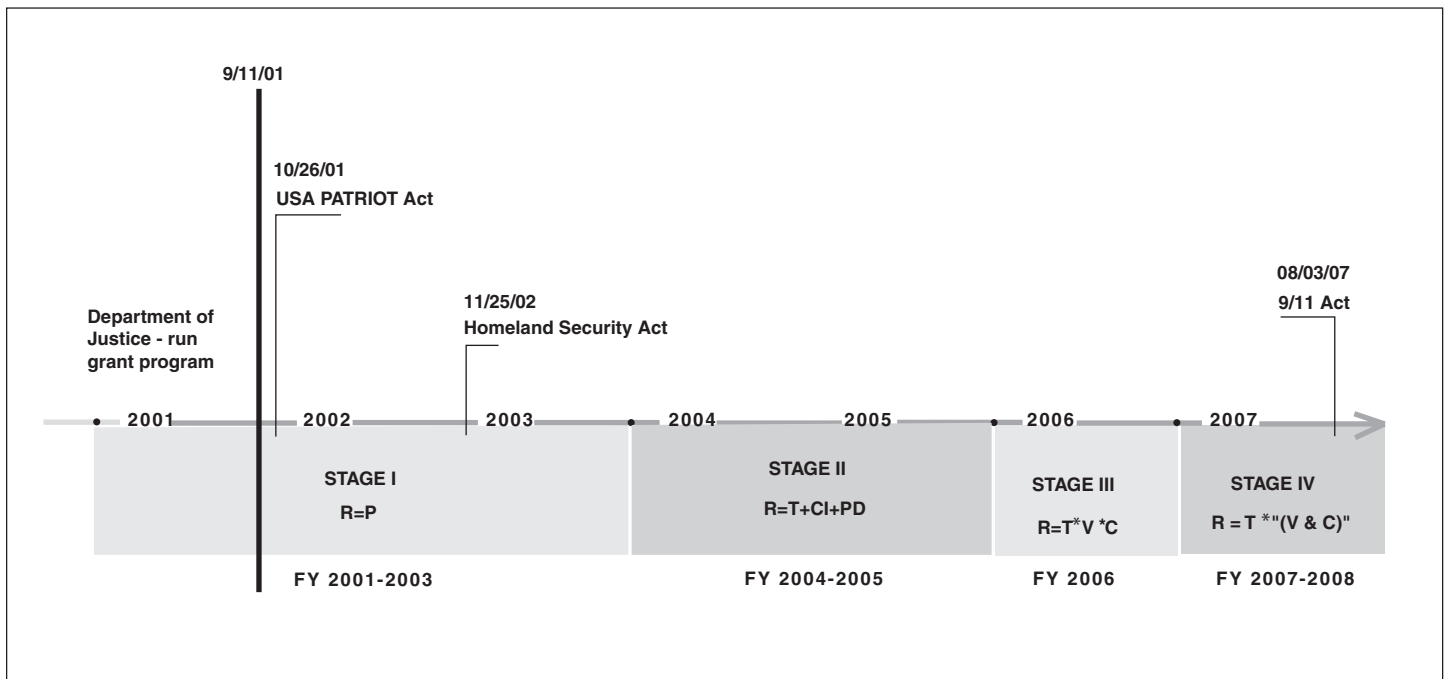 9/11/01
10/26/01
USA PATRIOT Act
08/03/07
9/11 Act
11/25/02
Homeland Security Act
Department of
Justice - run
grant program
2001 2002 2003 2004 2005 2006 2007
STAGE I
R=P
STAGE II
R=T+CI+PD
STAGE III
R=T*V *C
STAGE IV
R = T *"(V & C)"
FY 2001-2003 FY 2004-2005 FY 2006 FY 2007-2008